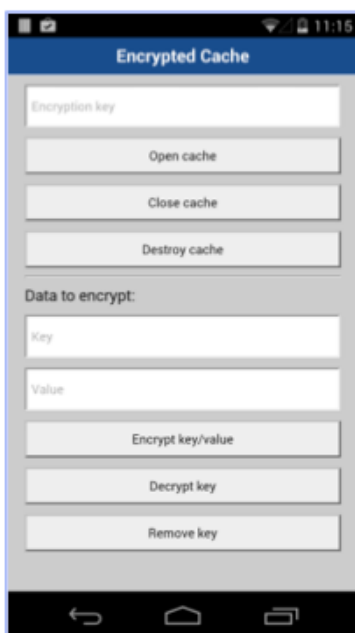 11:15
Encrypted Cache
Encryption key
Open cache
Close cache
Destroy cache
Data to encrypt:
Key
Value
Encrypt key/value
Decrypt key
Remove key